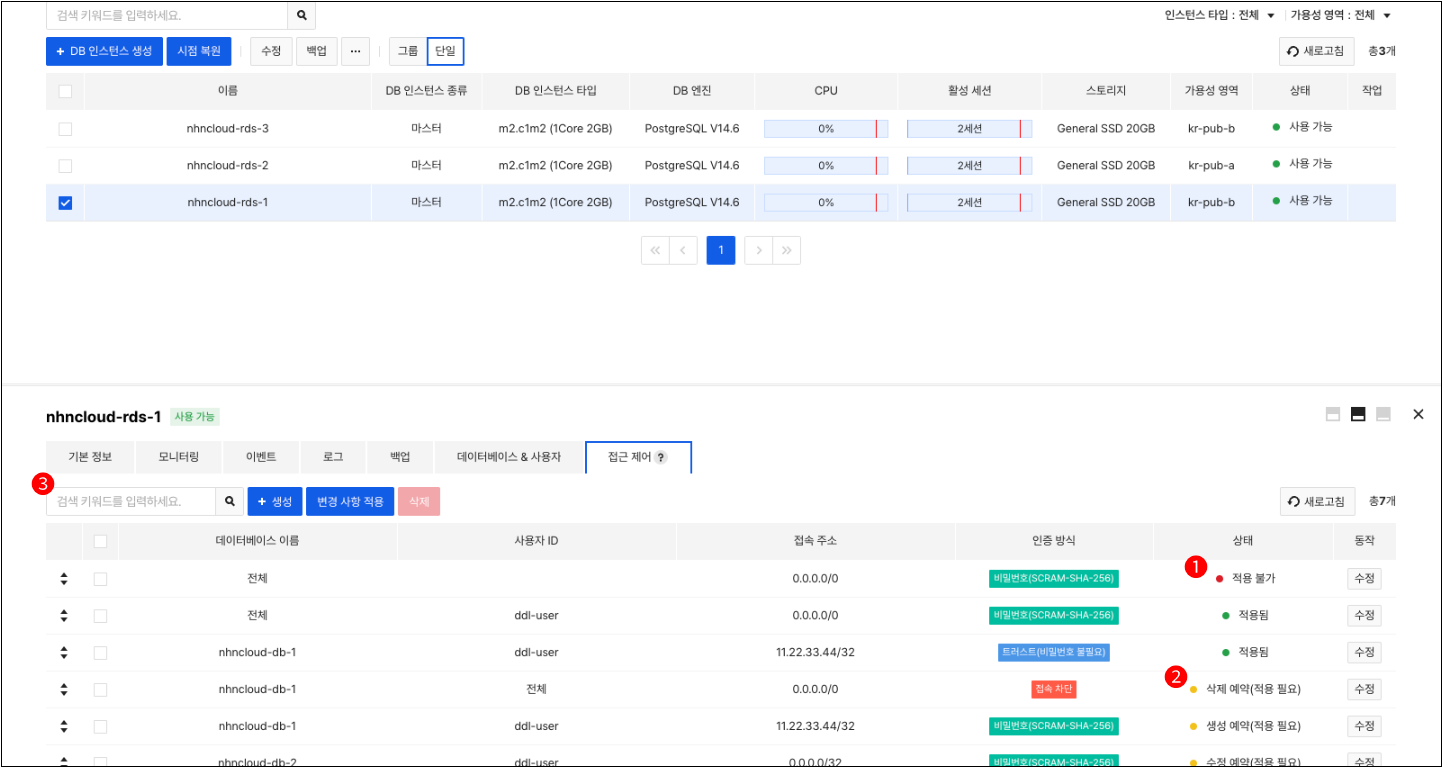 검색 키워드를 입력하세요.
인스턴스 타입 : 전체 가용성 영역 : 전체
+ DB 인스턴스 생성 시점 복원 수정 백업 ··· 그룹 단일 새로고침 총3개
이름 DB 인스턴스 종류 DB 인스턴스 타입 DB 엔진 CPU 활성 세션 스토리지 가용성 영역 상태 작업
nhncloud-rds-3 마스터 m2.c1m2 (1Core 2GB) PostgreSQL V14.6 0% 2세션 General SSD 20GB kr-pub-b 사용 가능
nhncloud-rds-2 마스터 m2.c1m2 (1Core 2GB) PostgreSQL V14.6 0% 2세션 General SSD 20GB kr-pub-a 사용 가능
nhncloud-rds-1 마스터 m2.c1m2 (1Core 2GB) PostgreSQL V14.6 0% 2세션 General SSD 20GB kr-pub-b 사용 가능
1
nhncloud-rds-1 사용 가능
기본 정보 모니터링 이벤트 로그 백업 데이터베이스 & 사용자 접근 제어 ?
3
검색 키워드를 입력하세요. + 생성 변경 사항 적용 삭제 새로고침 총7개
데이터베이스 이름 사용자 ID 접속 주소 인증 방식 상태 동작
전체 0.0.0.0/0 비밀번호(SCRAM-SHA-256) 1 적용 불가 수정
전체 ddl-user 0.0.0.0/0 비밀번호(SCRAM-SHA-256) 적용됨 수정
nhncloud-db-1 ddl-user 11.22.33.44/32 트러스트(비밀번호 불필요) 적용됨 수정
nhncloud-db-1 전체 0.0.0.0/0 접속 차단 2 삭제 예약(적용 필요) 수정
nhncloud-db-1 ddl-user 11.22.33.44/32 비밀번호(SCRAM-SHA-256) 생성 예약(적용 필요) 수정
nhncloud-db-2 ddl-user 0.0.0.0/32 비밀번호(SCRAM-SHA-256) 수정 예약(적용 필요) 수정